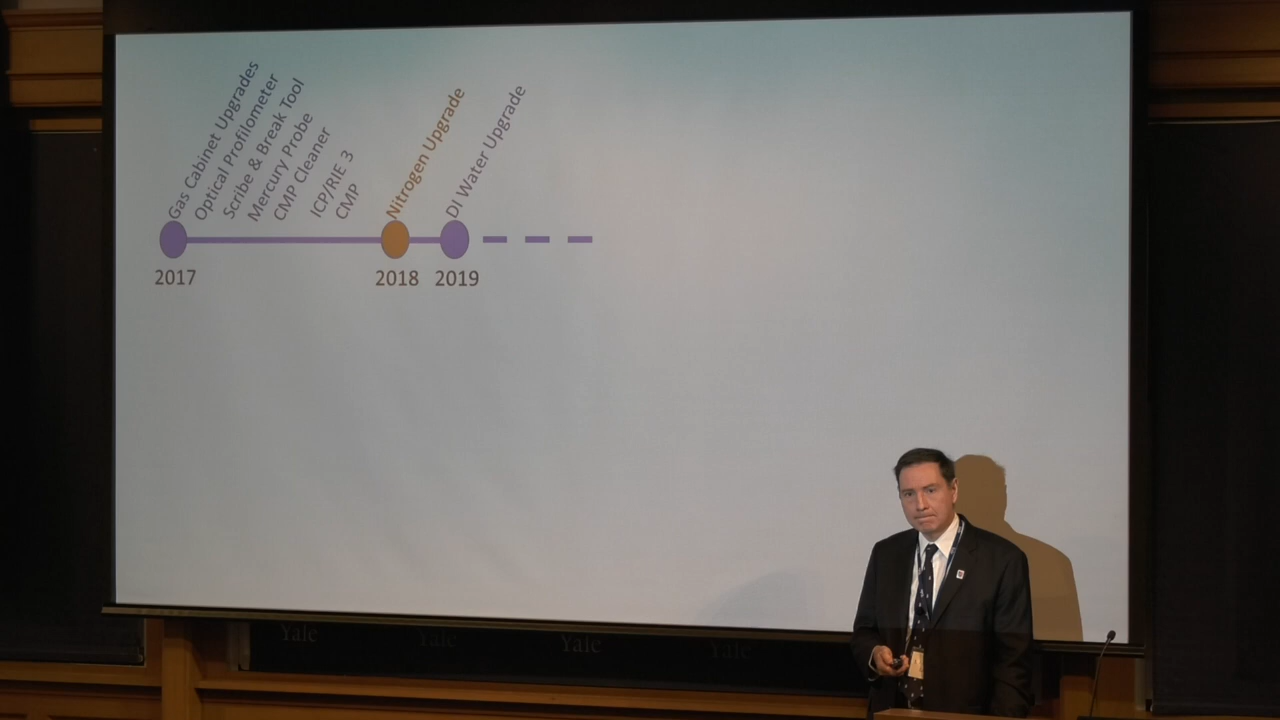 Gas Cabinet Upgrades
Optical Profilometer
Scribe & Break Tool
Mercury Probe
CMP Cleaner
ICP/RIE 3
CMP
Nitrogen Upgrade
DI Water Upgrade
2017
2018
2019
Yale
Yale
Yale
Yale